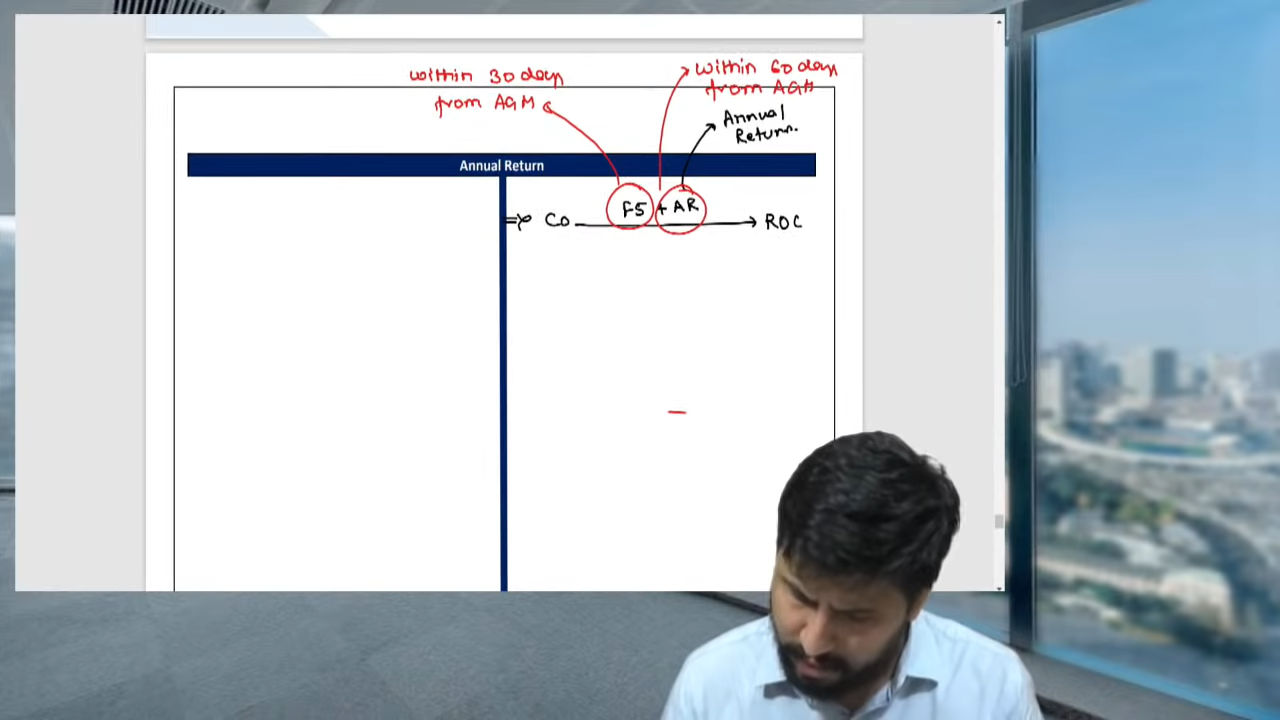 within 30 days
from AGM
within 60 days
from AGM
Annual
Return.
Annual Return
⇒ Co FS + AR → ROC